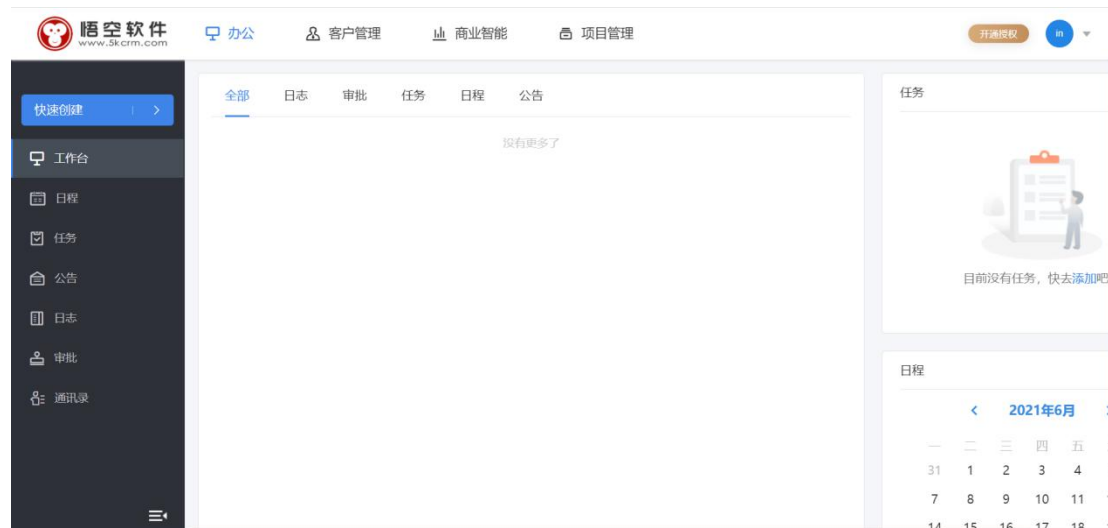 悟空软件
www.5kcrm.com
办公
客户管理
商业智能
项目管理
开通授权
in
快速创建
工作台
日程
任务
公告
日志
审批
通讯录
全部 日志 审批 任务 日程 公告
没有更多了
任务
目前没有任务，快去添加吧
日程
2021年6月
一 二 三 四 五
31 1 2 3 4
7 8 9 10 11
14 15 16 17 18